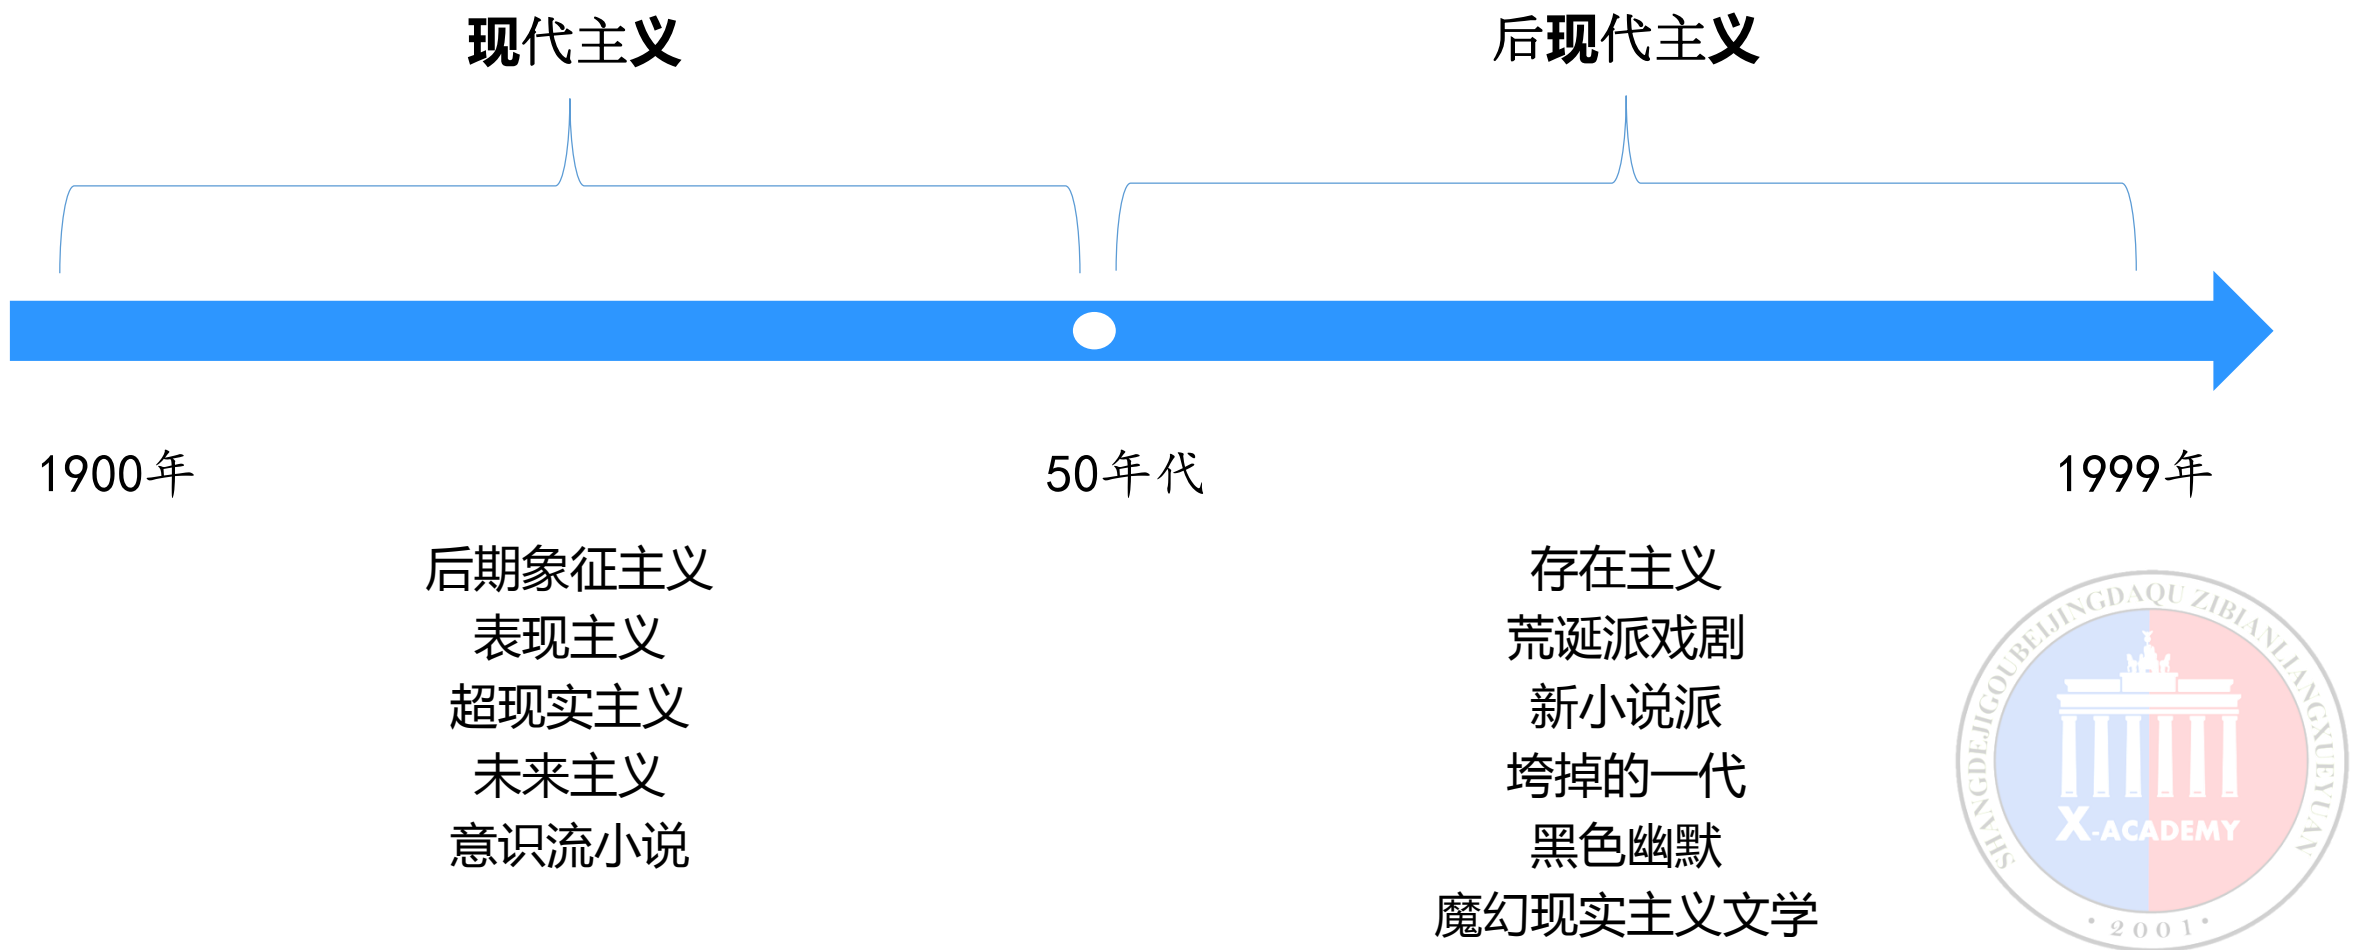 现代主义
后现代主义
1900年
50年代
1999年
后期象征主义
表现主义
超现实主义
未来主义
意识流小说
存在主义
荒诞派戏剧
新小说派
垮掉的一代
黑色幽默
魔幻现实主义文学
SHANGDEJIGOUBEIJINGDAQU ZIBIANLIANGXUEYUAN
X-ACADEMY
· 2001 ·